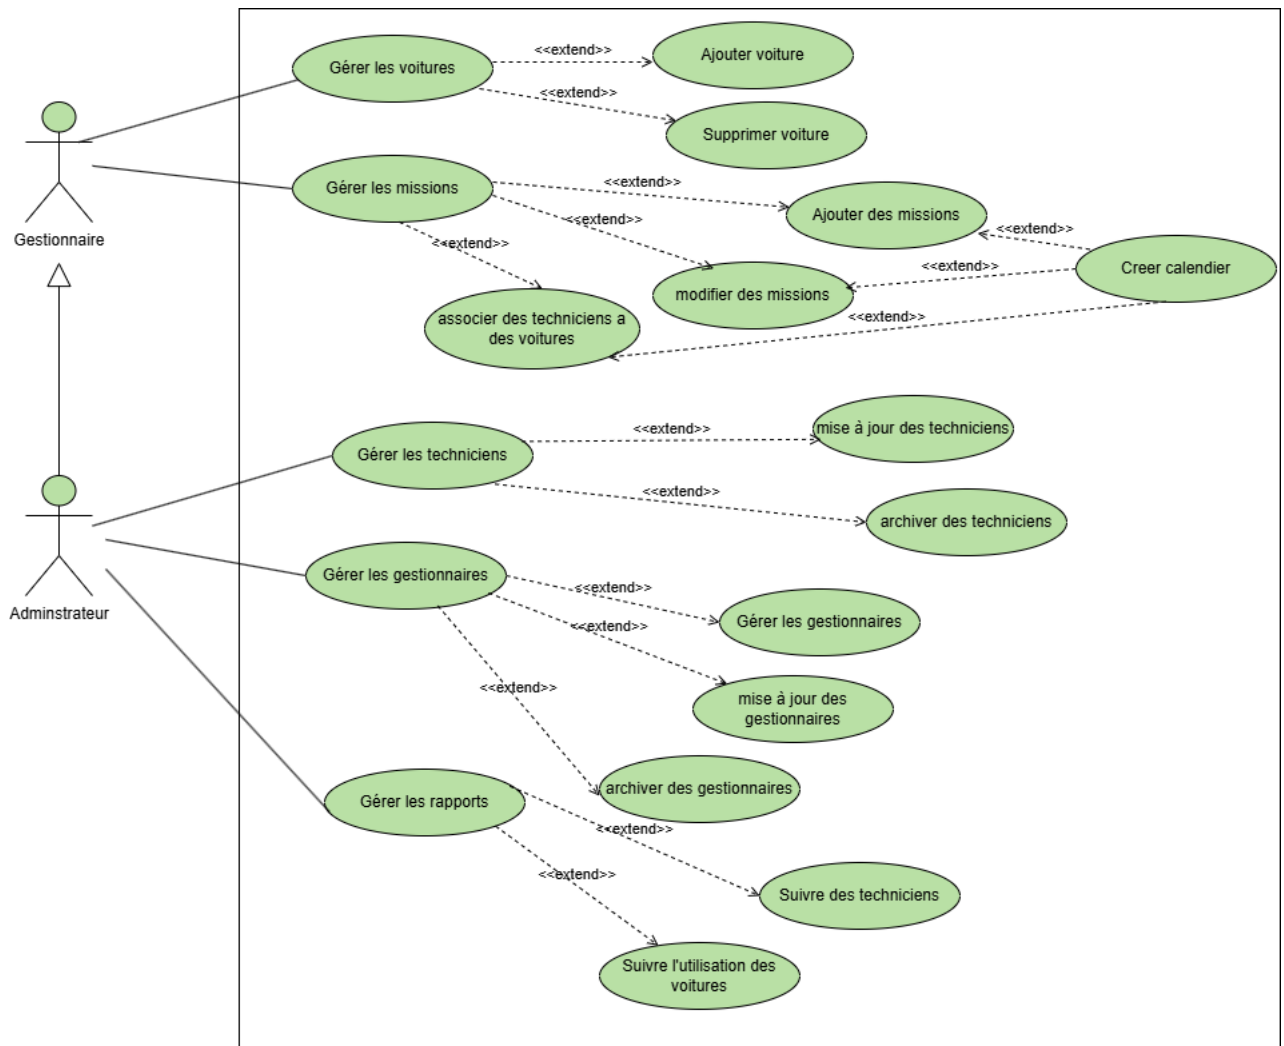 <<extend>>
Ajouter voiture
Gérer les voitures
<<extend>>
Supprimer voiture
Gestionnaire
Gérer les missions
<<extend>>
Ajouter des missions
<<extend>>
<<extend>>
<<extend>>
<<extend>>
Creer calendier
modifier des missions
<<extend>>
associer des techniciens a
des voitures
Gérer les techniciens
<<extend>>
mise à jour des techniciens
<<extend>>
archiver des techniciens
Adminstrateur
Gérer les gestionnaires
<<extend>>
Gérer les gestionnaires
<<extend>>
<<extend>>
mise à jour des
gestionnaires
archiver des gestionnaires
Gérer les rapports
<<extend>>
Suivre des techniciens
<<extend>>
Suivre l'utilisation des
voitures